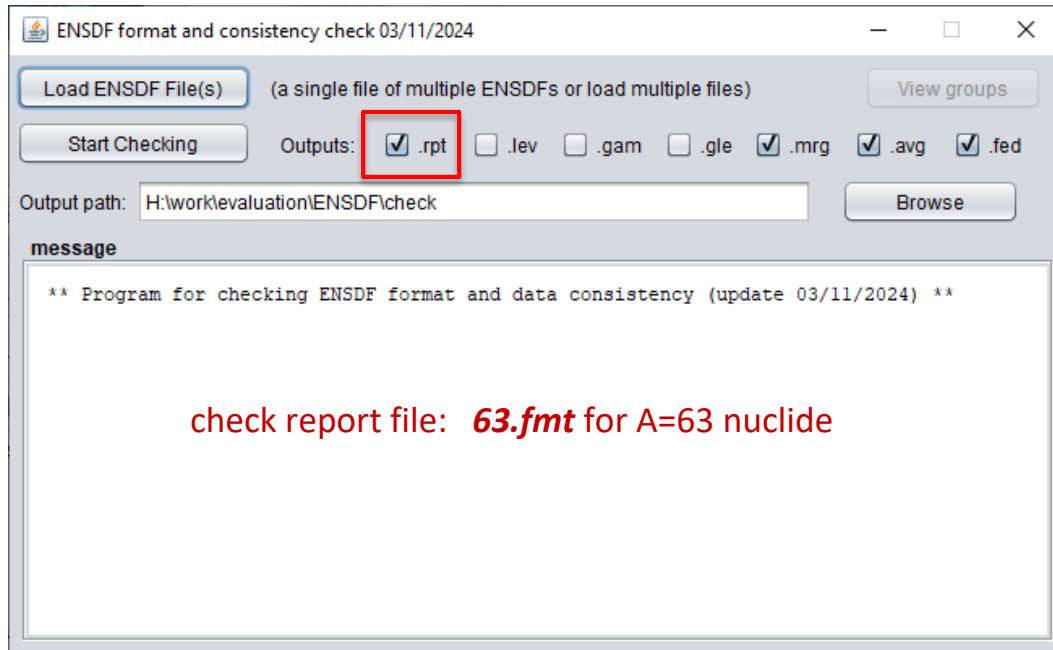 ENSDF format and consistency check 03/11/2024
Load ENSDF File(s) (a single file of multiple ENSDFs or load multiple files) View groups
Start Checking Outputs: .rpt .lev .gam .gle .mrg .avg .fed
Output path: H:\work\evaluation\ENSDF\check Browse
message
** Program for checking ENSDF format and data consistency (update 03/11/2024) **
check report file: 63.fmt for A=63 nuclide